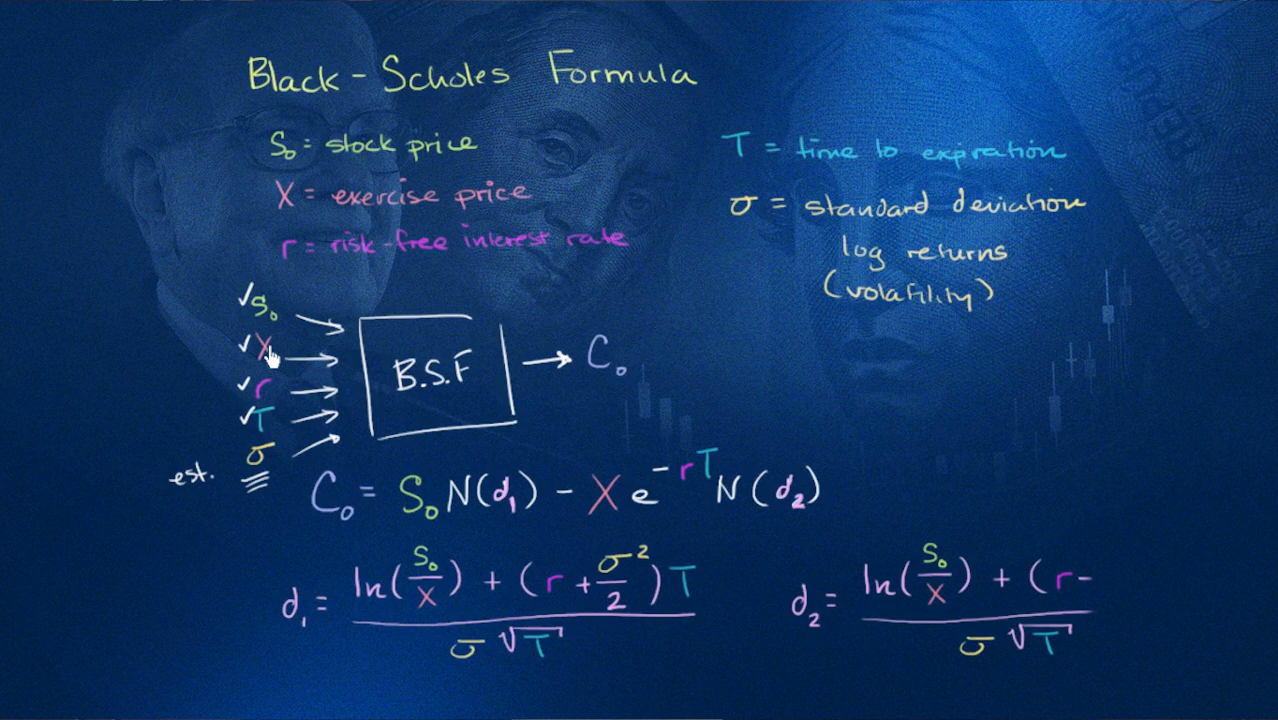 Black-Scholes Formula
S₀ = stock price
X = exercise price
r = risk-free interest rate
T = time to expiration
σ = standard deviation
log returns
(volatility)
✓S₀
✓X
✓r
✓T
est. σ
B.S.F → C₀
C₀ = S₀N(d₁) - Xe^-rT N(d₂)
d₁ = ln(S₀/X) + (r + σ²/2)T / σ√T
d₂ = ln(S₀/X) + (r- / σ√T